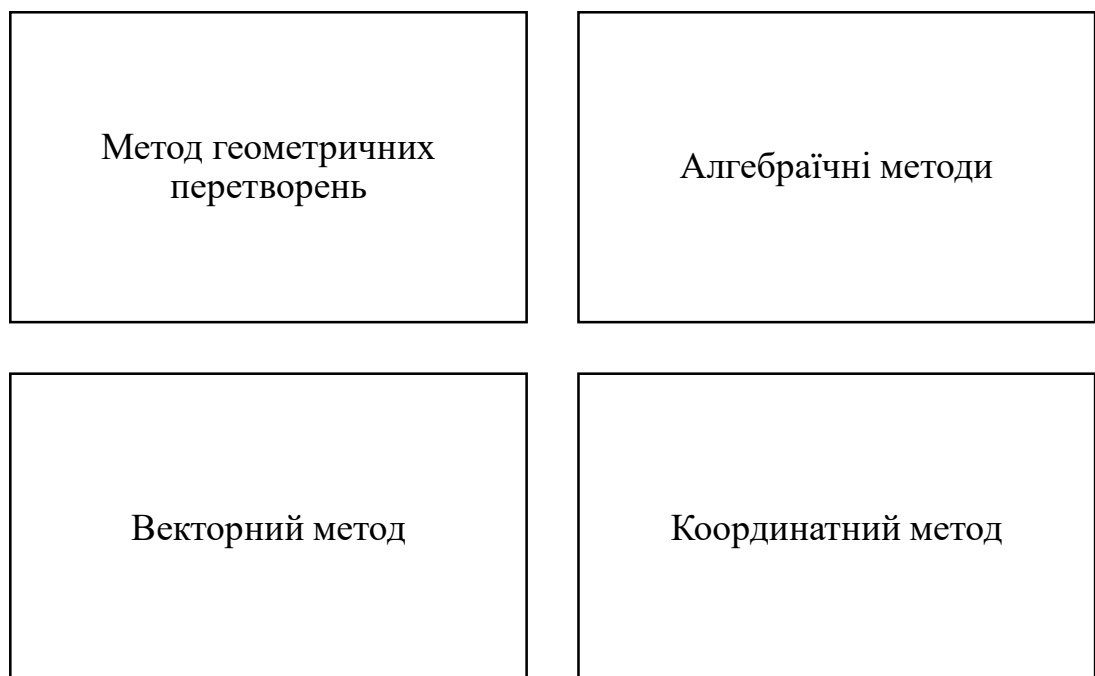 Метод геометричних
перетворень
Алгебраїчні методи
Векторний метод
Координатний метод